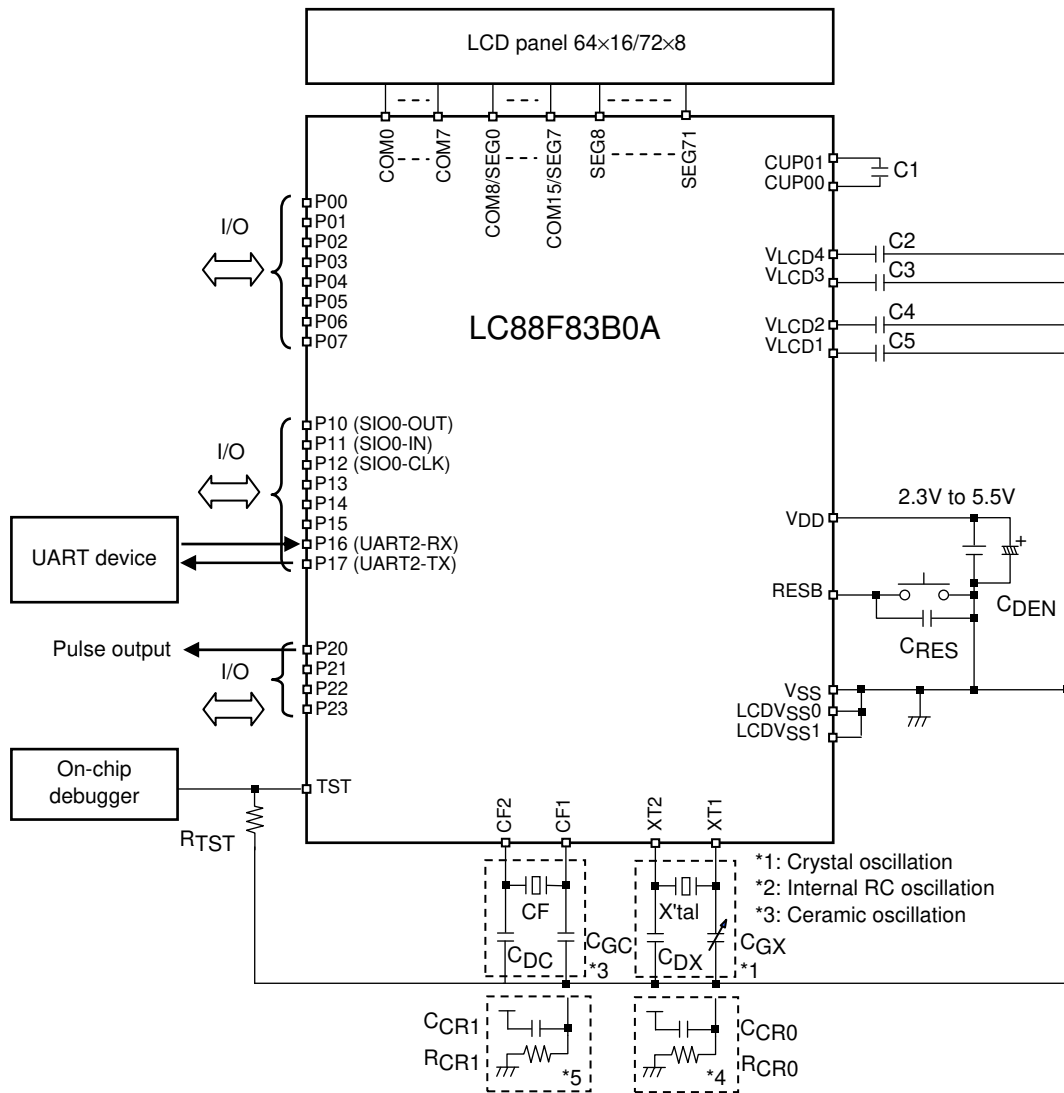 LCD panel 64×16/72×8
COM0
COM7
COM8/SEG0
COM15/SEG7
SEG8
SEG71
CUP01
CUP00
C1
P00
P01
P02
P03
P04
P05
P06
P07
I/O
VLCD4
VLCD3
VLCD2
VLCD1
C2
C3
C4
C5
LC88F83B0A
P10 (SIO0-OUT)
P11 (SIO0-IN)
P12 (SIO0-CLK)
P13
P14
P15
P16 (UART2-RX)
P17 (UART2-TX)
I/O
UART device
2.3V to 5.5V
VDD
+
RESB
CDEN
CRES
Pulse output
P20
P21
P22
P23
I/O
VSS
LCDVSS0
LCDVSS1
On-chip
debugger
TST
RTST
CF2
CF1
XT2
XT1
*1: Crystal oscillation
*2: Internal RC oscillation
*3: Ceramic oscillation
CF
CDC
CGC
*3
X'tal
CDX
CGX
*1
CCR1
RCR1
*5
CCR0
RCR0
*4